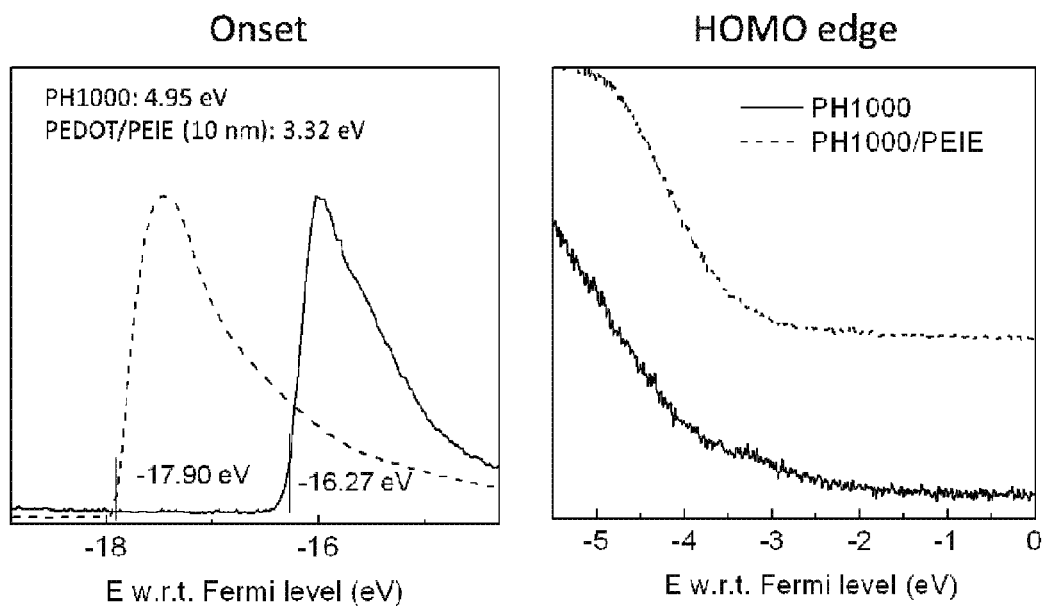 Onset
PH1000: 4.95 eV
PEDOT/PEIE (10 nm): 3.32 eV
-17.90 eV
-16.27 eV
-18
-16
E w.r.t. Fermi level (eV)
HOMO edge
PH1000
PH1000/PEIE
-5
-4
-3
-2
-1
0
E w.r.t. Fermi level (eV)